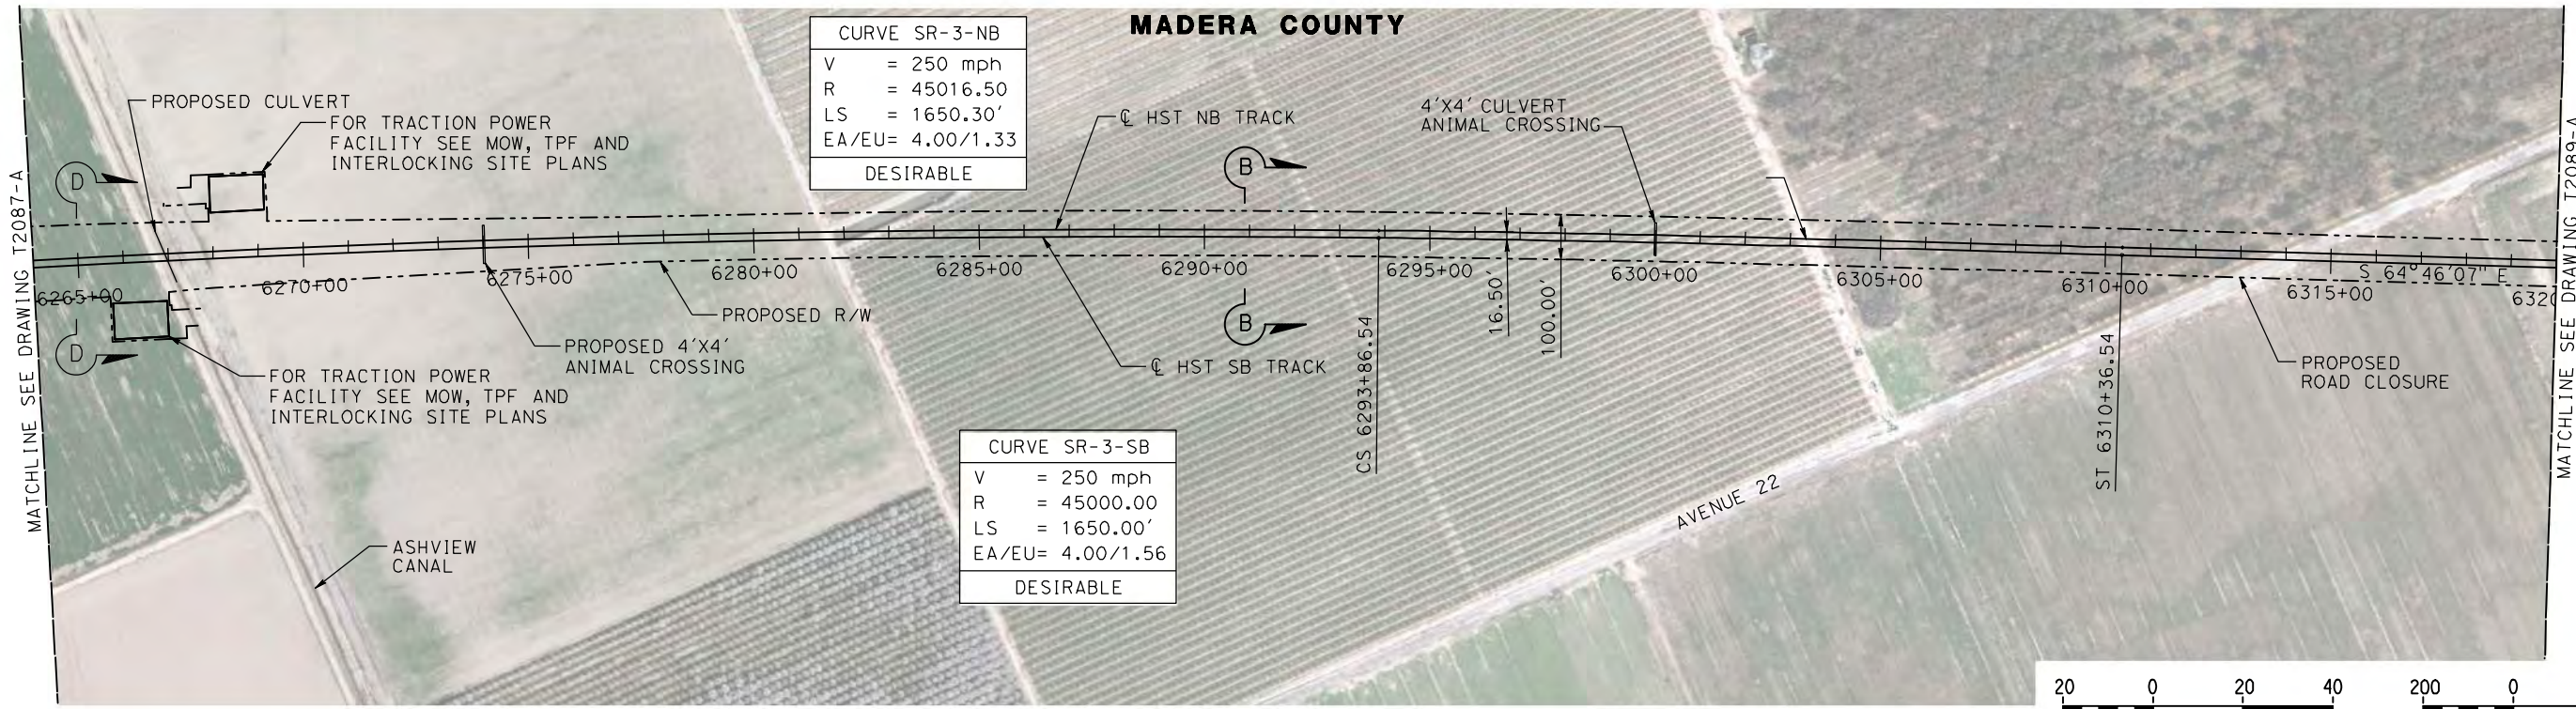 MADERA COUNTY
CURVE SR-3-NB
V = 250 mph
R = 45016.50
LS = 1650.30'
EA/EU= 4.00/1.33
DESIRABLE
PROPOSED CULVERT
FOR TRACTION POWER
FACILITY SEE MOW, TPF AND
INTERLOCKING SITE PLANS
℄ HST NB TRACK
4'X4' CULVERT
ANIMAL CROSSING
D
B
MATCHLINE SEE DRAWING T2087-A
MATCHLINE SEE DRAWING T2089-A
6265+00
6270+00
6275+00
6280+00
6285+00
6290+00
6295+00
6300+00
6305+00
6310+00
6315+00
S 64°46'07" E
6320
D
B
PROPOSED R/W
PROPOSED 4'X4'
ANIMAL CROSSING
℄ HST SB TRACK
CS 6293+86.54
16.50'
100.00'
ST 6310+36.54
PROPOSED
ROAD CLOSURE
FOR TRACTION POWER
FACILITY SEE MOW, TPF AND
INTERLOCKING SITE PLANS
CURVE SR-3-SB
V = 250 mph
R = 45000.00
LS = 1650.00'
EA/EU= 4.00/1.56
DESIRABLE
AVENUE 22
ASHVIEW
CANAL
20 0 20 40 200 0